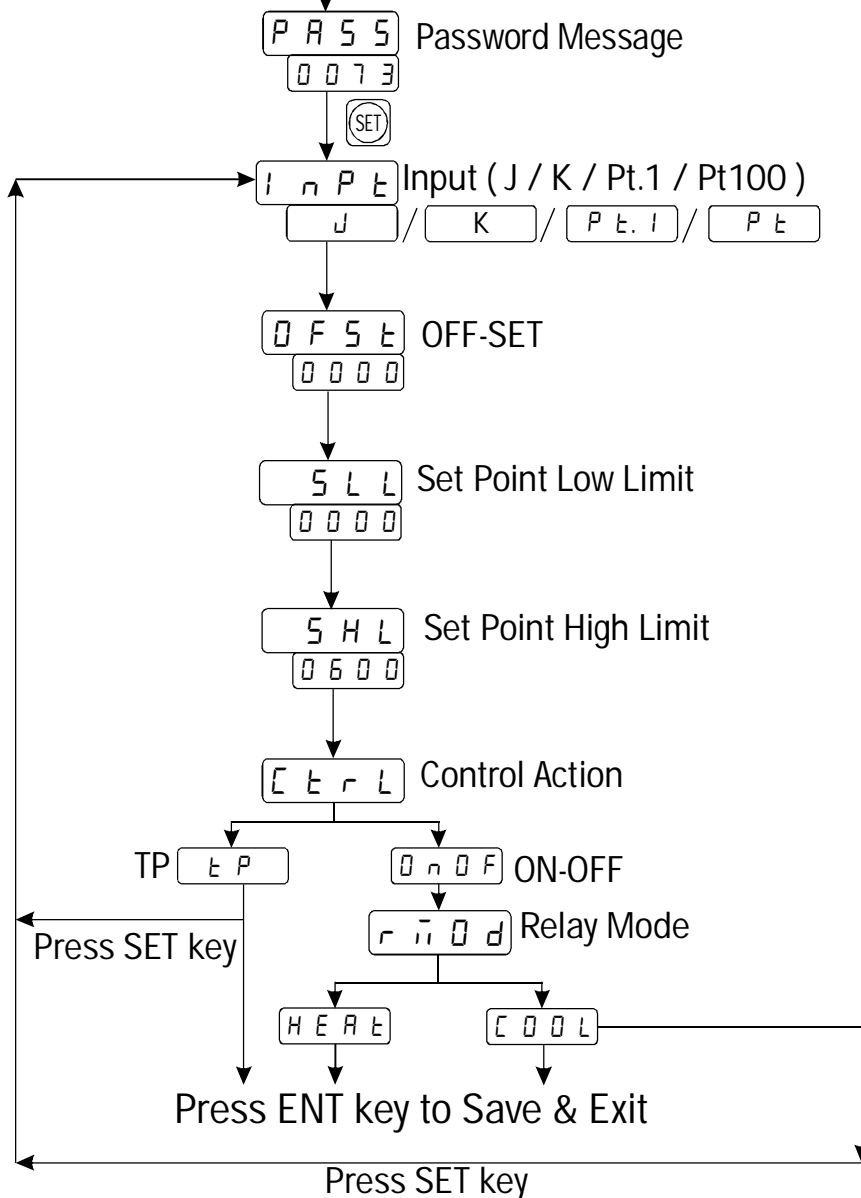 PASS Password Message
0073
SET
InPt Input ( J / K / Pt.1 / Pt100 )
J / K / Pt.1 / Pt
OFSt OFF-SET
0000
SLL Set Point Low Limit
0000
SHL Set Point High Limit
0600
CtrL Control Action
TP tP OnOF ON-OFF
rm̄Od Relay Mode
Press SET key
HEAt COOL
Press ENT key to Save & Exit
Press SET key